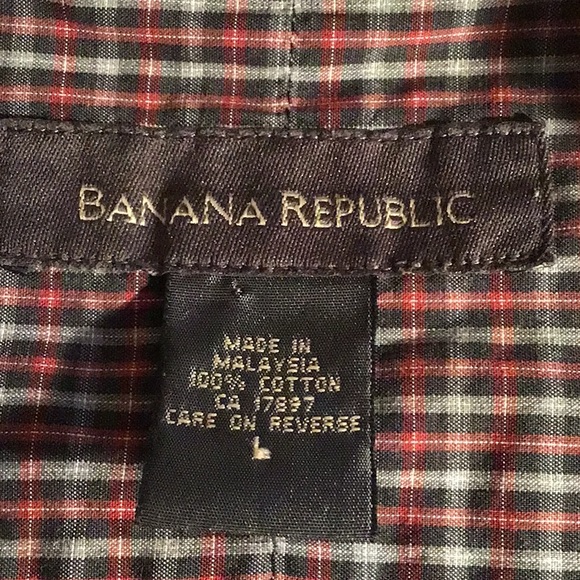 BANANA REPUBLIC
MADE IN
MALAYSIA
100% COTTON
CA 17897
CARE ON REVERSE
L